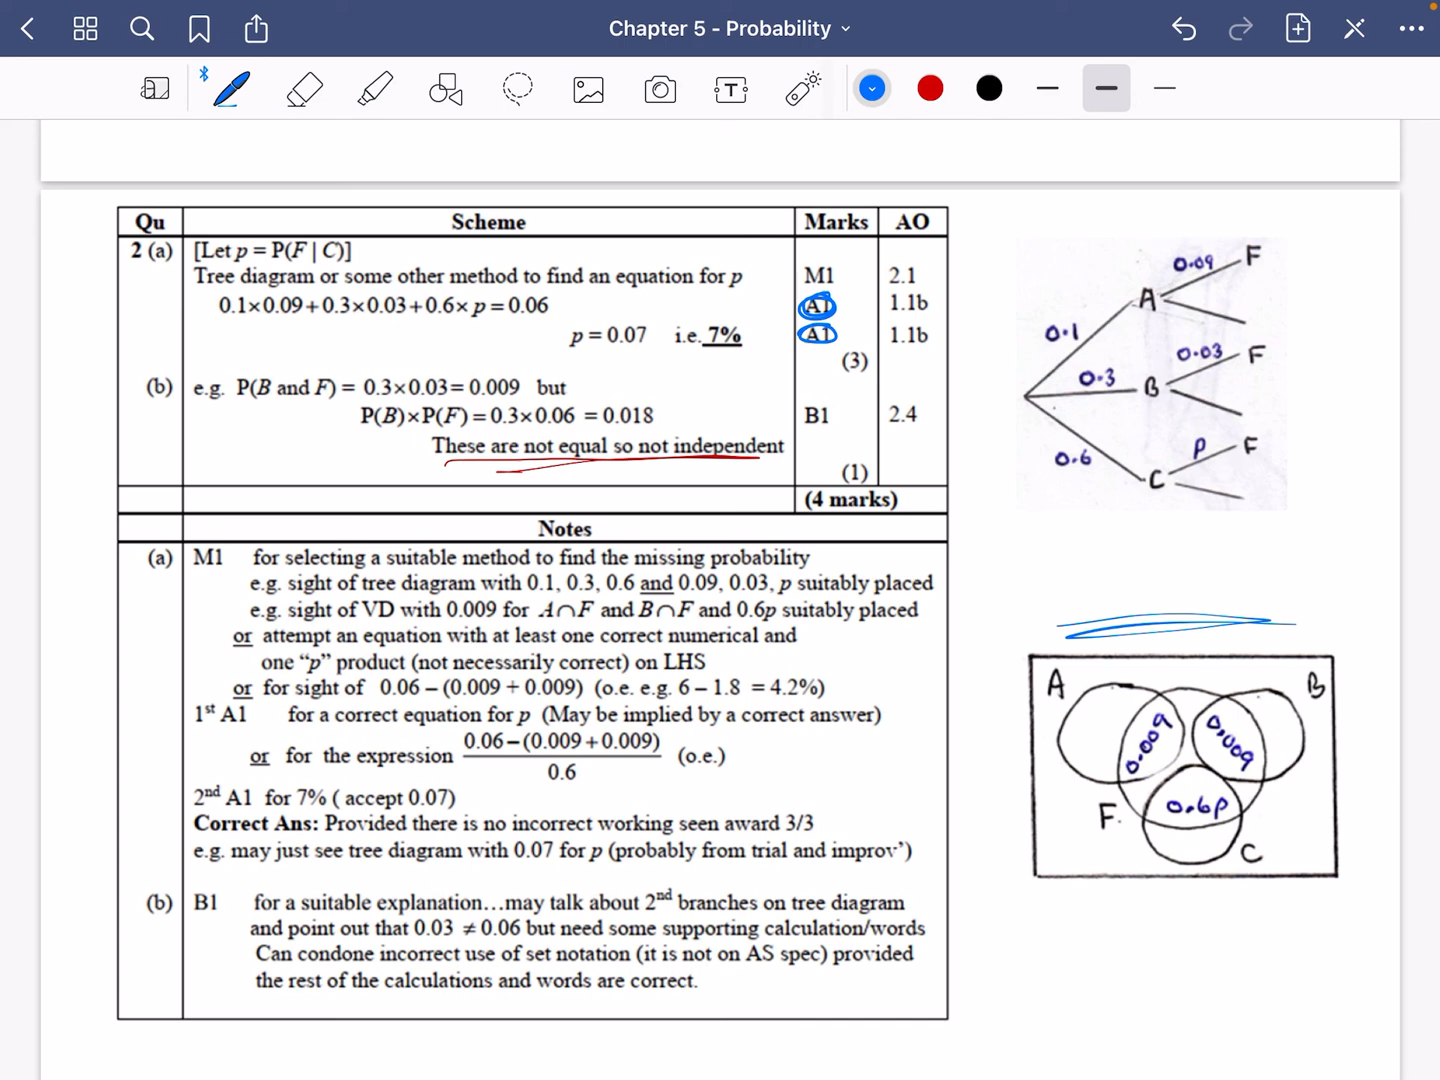 Chapter 5 - Probability
Qu Scheme Marks AO
2 (a) [Let p = P(F | C)]
Tree diagram or some other method to find an equation for p M1 2.1
0.1×0.09+0.3×0.03+0.6× p = 0.06 A1 1.1b
p = 0.07 i.e. 7% A1 1.1b
(3)
(b) e.g. P(B and F) = 0.3×0.03= 0.009 but
P(B)×P(F) = 0.3×0.06 = 0.018 B1 2.4
These are not equal so not independent
(1)
(4 marks)
Notes
(a) M1 for selecting a suitable method to find the missing probability
e.g. sight of tree diagram with 0.1, 0.3, 0.6 and 0.09, 0.03, p suitably placed
e.g. sight of VD with 0.009 for A∩F and B∩F and 0.6p suitably placed
or attempt an equation with at least one correct numerical and
one “p” product (not necessarily correct) on LHS
or for sight of 0.06 – (0.009 + 0.009) (o.e. e.g. 6 – 1.8 = 4.2%)
1st A1 for a correct equation for p (May be implied by a correct answer)
or for the expression 0.06–(0.009+0.009) (o.e.)
0.6
2nd A1 for 7% ( accept 0.07)
Correct Ans: Provided there is no incorrect working seen award 3/3
e.g. may just see tree diagram with 0.07 for p (probably from trial and improv’)
(b) B1 for a suitable explanation…may talk about 2nd branches on tree diagram
and point out that 0.03 ≠ 0.06 but need some supporting calculation/words
Can condone incorrect use of set notation (it is not on AS spec) provided
the rest of the calculations and words are correct.
0.09 F
A
0.1
0.03 F
0.3 B
p F
0.6 C
A B
0.009 0.009
F. 0.6p
C